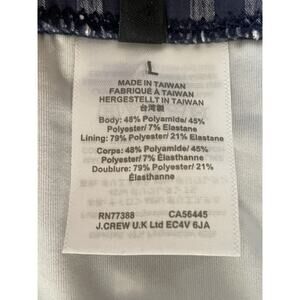 L
MADE IN TAIWAN
FABRIQUÉ À TAIWAN
HERGESTELLT IN TAIWAN
台灣製
Body: 48% Polyamide/ 45%
Polyester/ 7% Elastane
Lining: 79% Polyester/ 21% Elastane
Corps: 48% Polyamide/ 45%
Polyester/ 7% Élasthanne
Doublure: 79% Polyester/ 21%
Élasthanne
RN77388 CA56445
J.CREW U.K Ltd EC4V 6JA